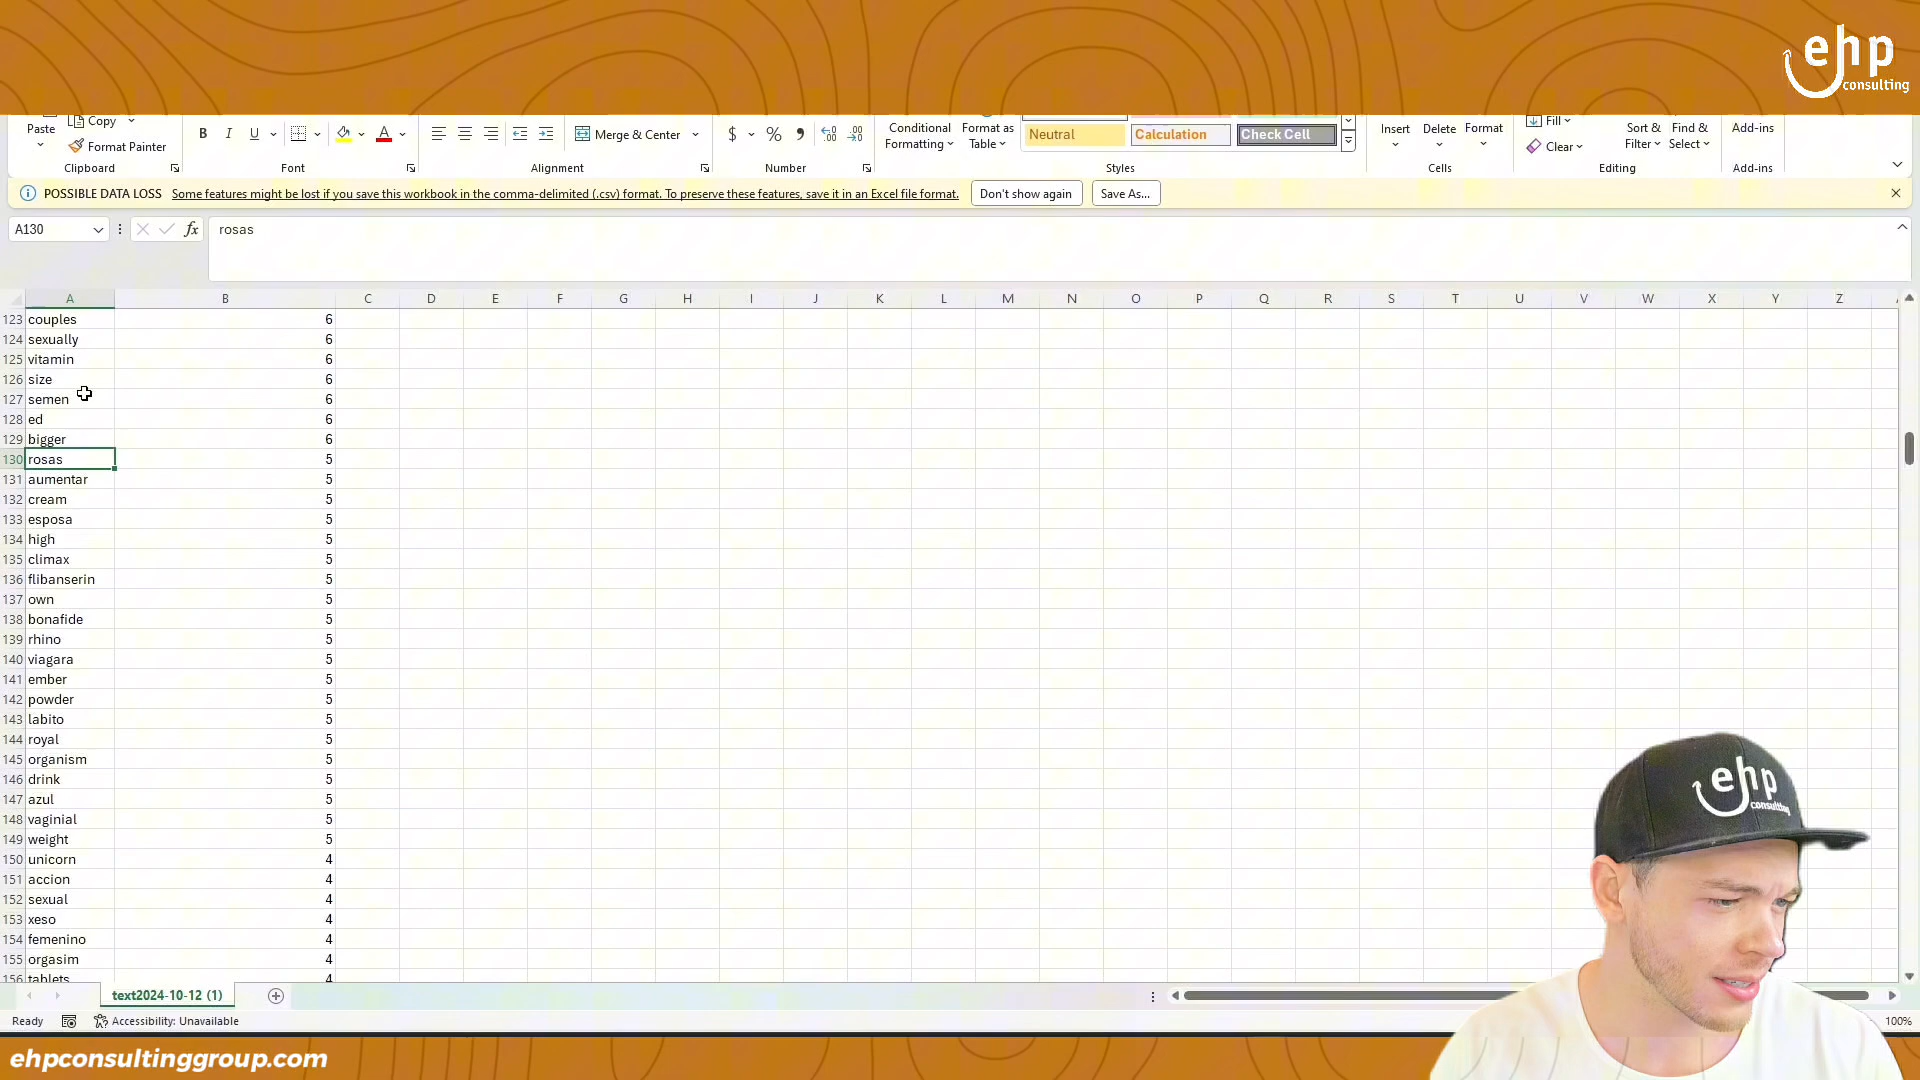 ehp
consulting
Paste
Copy
Format Painter
B I U
A
Merge & Center
$ % 9
Conditional Formatting
Format as Table
Neutral
Calculation
Check Cell
Insert
Delete
Format
Fill
Clear
Sort & Filter
Find & Select
Add-ins
Clipboard
Font
Alignment
Number
Styles
Cells
Editing
Add-ins
POSSIBLE DATA LOSS Some features might be lost if you save this workbook in the comma-delimited (.csv) format. To preserve these features, save it in an Excel file format. Don't show again Save As...
A130 fx rosas
A B C D E F G H I J K L M N O P Q R S T U V W X Y Z
123 couples 6
124 sexually 6
125 vitamin 6
126 size 6
127 semen 6
128 ed 6
129 bigger 6
130 rosas 5
131 aumentar 5
132 cream 5
133 esposa 5
134 high 5
135 climax 5
136 flibanserin 5
137 own 5
138 bonafide 5
139 rhino 5
140 viagara 5
141 ember 5
142 powder 5
143 labito 5
144 royal 5
145 organism 5
146 drink 5
147 azul 5
148 vaginial 5
149 weight 5
150 unicorn 4
151 accion 4
152 sexual 4
153 xeso 4
154 femenino 4
155 orgasim 4
156 tablets 4
ehp
consulting
text2024-10-12 (1)
Ready
Accessibility: Unavailable
100%
ehpconsultinggroup.com